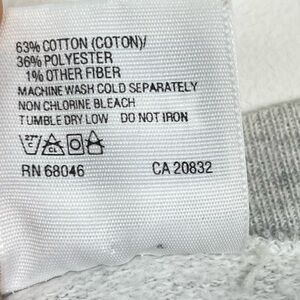 63% COTTON (COTON)/
36% POLYESTER
1% OTHER FIBER
MACHINE WASH COLD SEPARATELY
NON CHLORINE BLEACH
TUMBLE DRY LOW DO NOT IRON
RN 68046 CA 20832